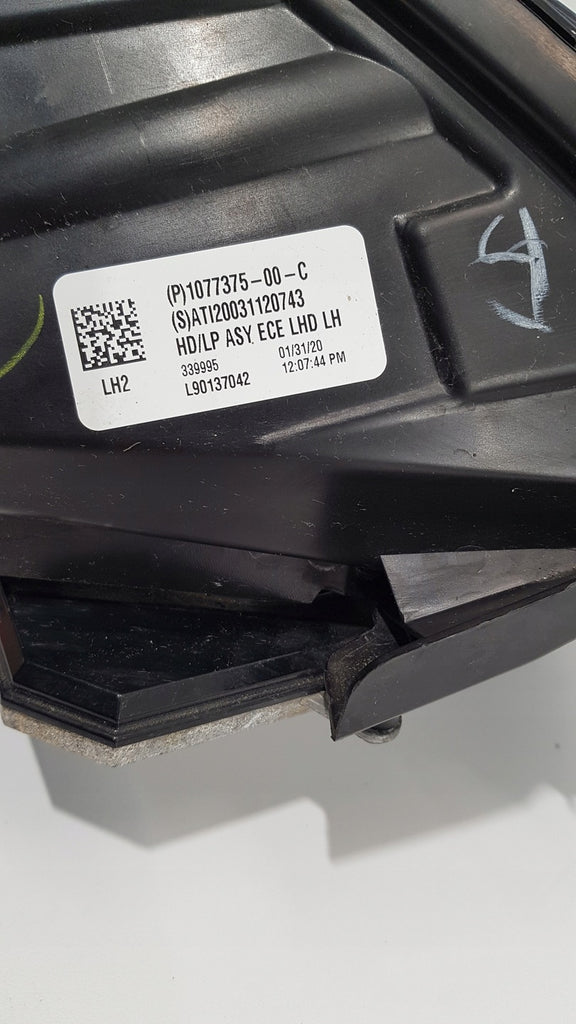 (P)1077375-00-C
(S)ATI20031120743
HD/LP ASY. ECE LHD LH
339995 01/31/20
LH2 L90137042 12:07:44 PM